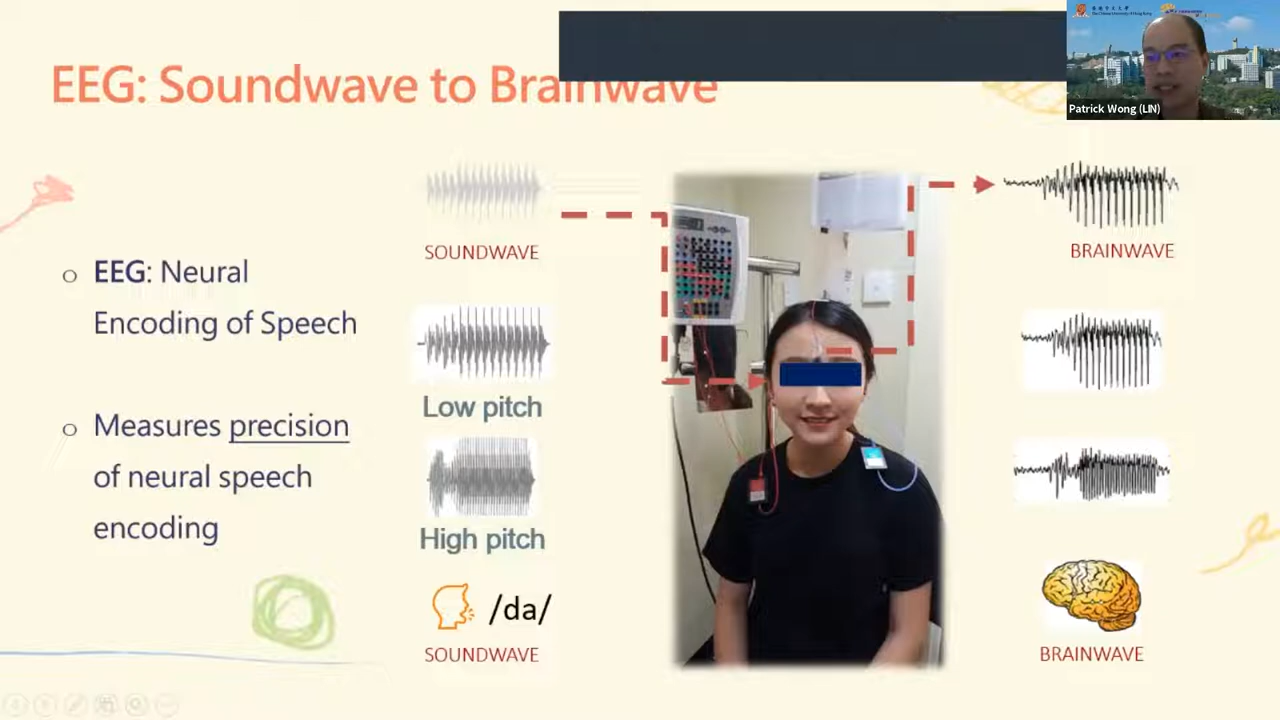 EEG: Soundwave to Brainwave
Patrick Wong (LIN)
EEG: Neural
Encoding of Speech
Measures precision
of neural speech
encoding
SOUNDWAVE
Low pitch
High pitch
/da/
SOUNDWAVE
BRAINWAVE
BRAINWAVE